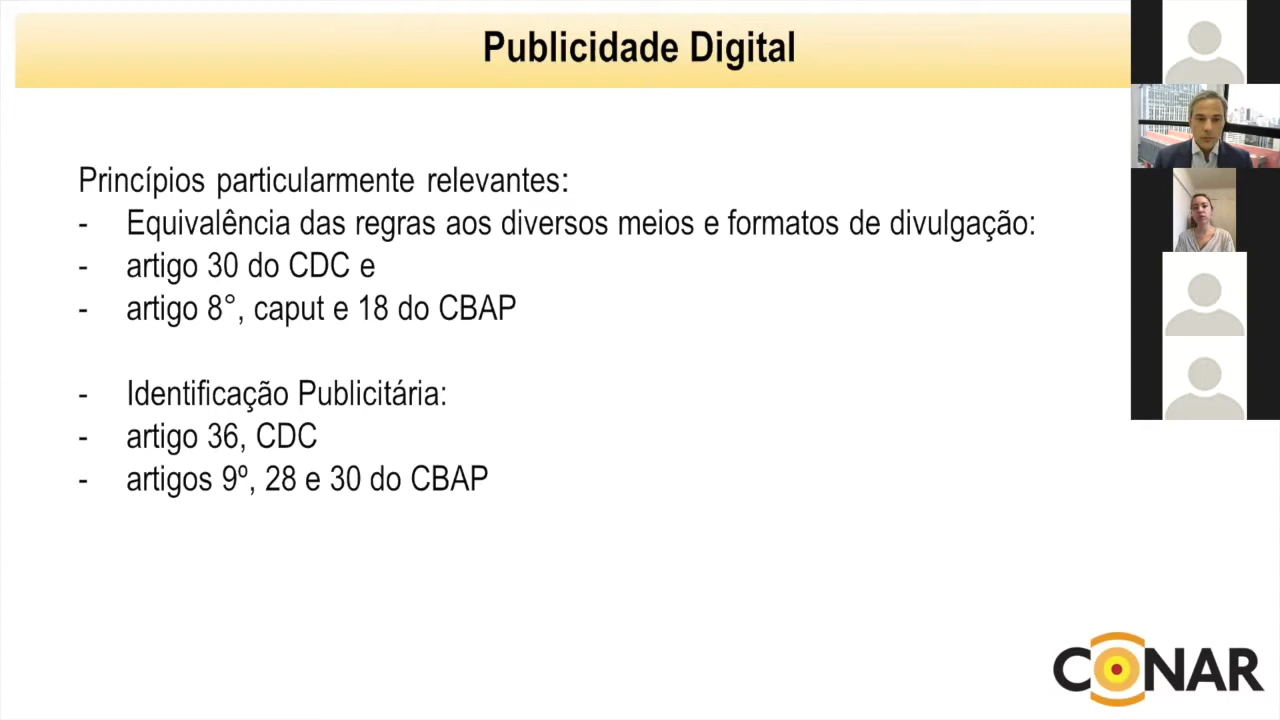 Publicidade Digital
Princípios particularmente relevantes:
- Equivalência das regras aos diversos meios e formatos de divulgação:
- artigo 30 do CDC e
- artigo 8°, caput e 18 do CBAP
- Identificação Publicitária:
- artigo 36, CDC
- artigos 9º, 28 e 30 do CBAP
CONAR